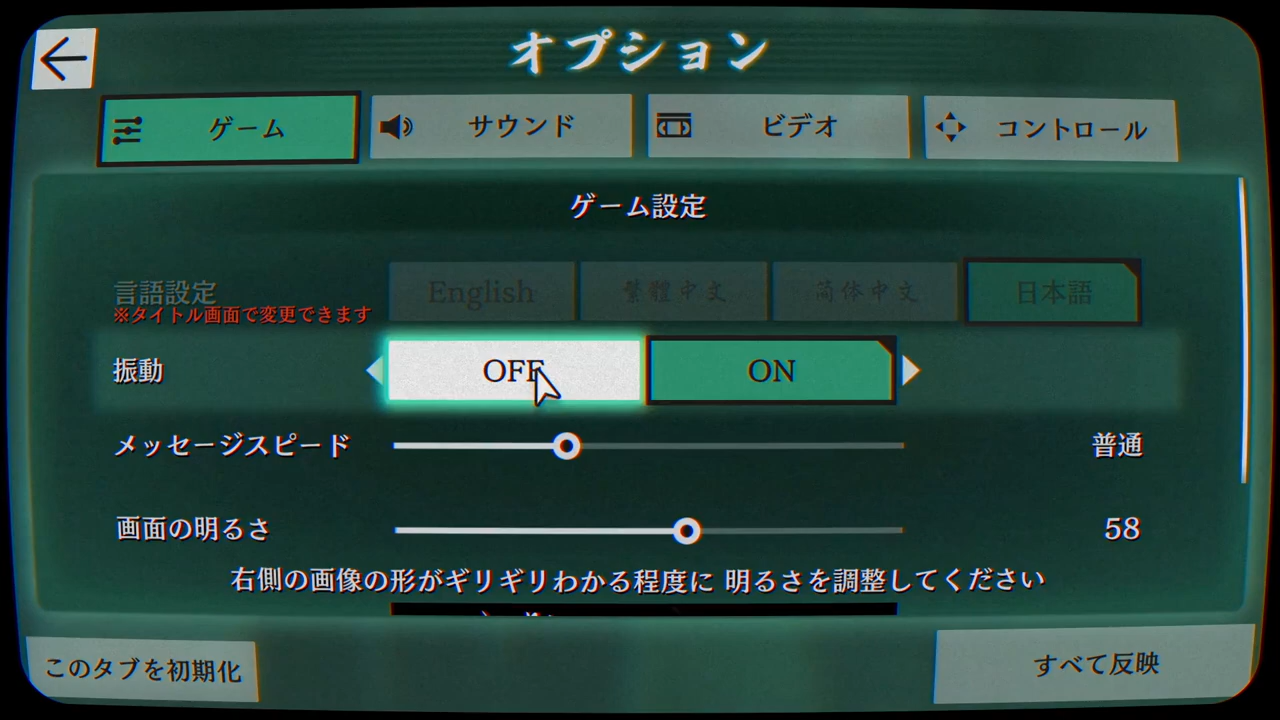 オプション
ゲーム
サウンド
ビデオ
コントロール
ゲーム設定
言語設定
English
繁體中文
简体中文
日本語
※タイトル画面で変更できます
振動
OFF
ON
メッセージスピード
普通
画面の明るさ
58
右側の画像の形がギリギリわかる程度に 明るさを調整してください
このタブを初期化
すべて反映